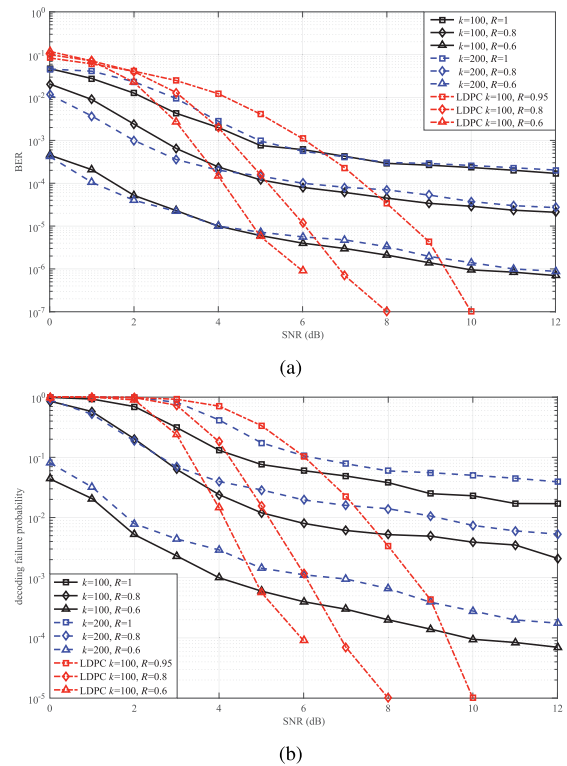 10^0
10^-1
10^-2
10^-3
10^-4
10^-5
10^-6
10^-7
BER
0 2 4 6 8 10 12
SNR (dB)
k=100, R=1
k=100, R=0.8
k=100, R=0.6
k=200, R=1
k=200, R=0.8
k=200, R=0.6
LDPC k=100, R=0.95
LDPC k=100, R=0.8
LDPC k=100, R=0.6
(a)
10^0
10^-1
10^-2
10^-3
10^-4
10^-5
decoding failure probability
k=100, R=1
k=100, R=0.8
k=100, R=0.6
k=200, R=1
k=200, R=0.8
k=200, R=0.6
LDPC k=100, R=0.95
LDPC k=100, R=0.8
LDPC k=100, R=0.6
0 2 4 6 8 10 12
SNR (dB)
(b)